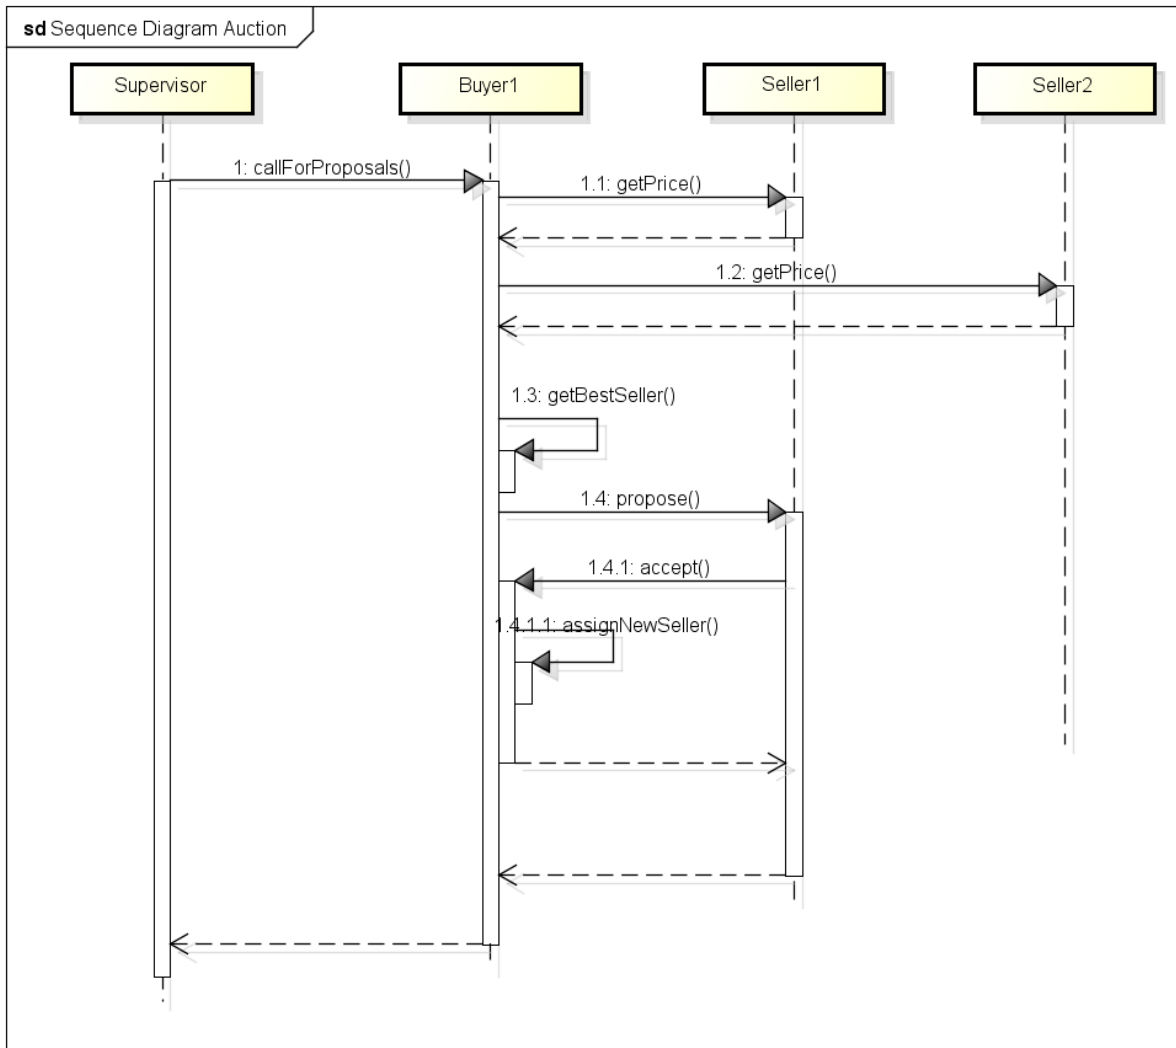 sd Sequence Diagram Auction
Supervisor
Buyer1
Seller1
Seller2
1: callForProposals()
1.1: getPrice()
1.2: getPrice()
1.3: getBestSeller()
1.4: propose()
1.4.1: accept()
1.4.1.1: assignNewSeller()